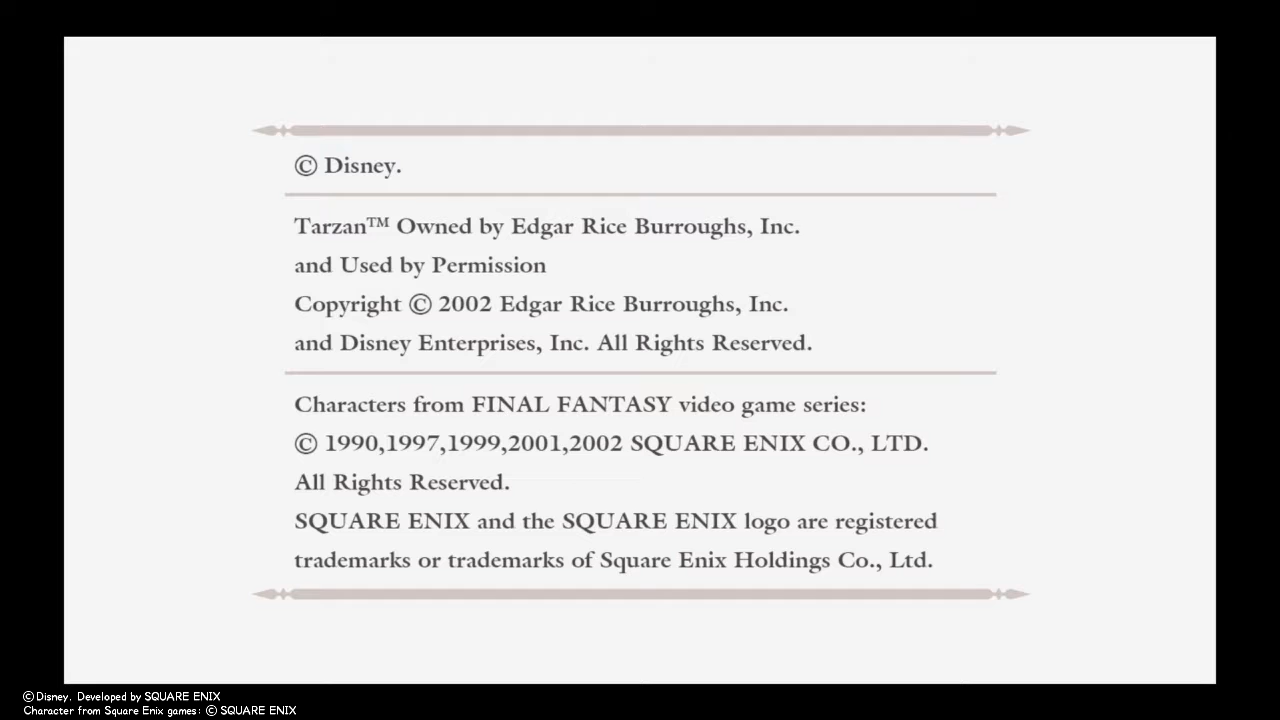 © Disney.
Tarzan™ Owned by Edgar Rice Burroughs, Inc.
and Used by Permission
Copyright © 2002 Edgar Rice Burroughs, Inc.
and Disney Enterprises, Inc. All Rights Reserved.
Characters from FINAL FANTASY video game series:
© 1990,1997,1999,2001,2002 SQUARE ENIX CO., LTD.
All Rights Reserved.
SQUARE ENIX and the SQUARE ENIX logo are registered
trademarks or trademarks of Square Enix Holdings Co., Ltd.
©Disney. Developed by SQUARE ENIX
Character from Square Enix games: © SQUARE ENIX